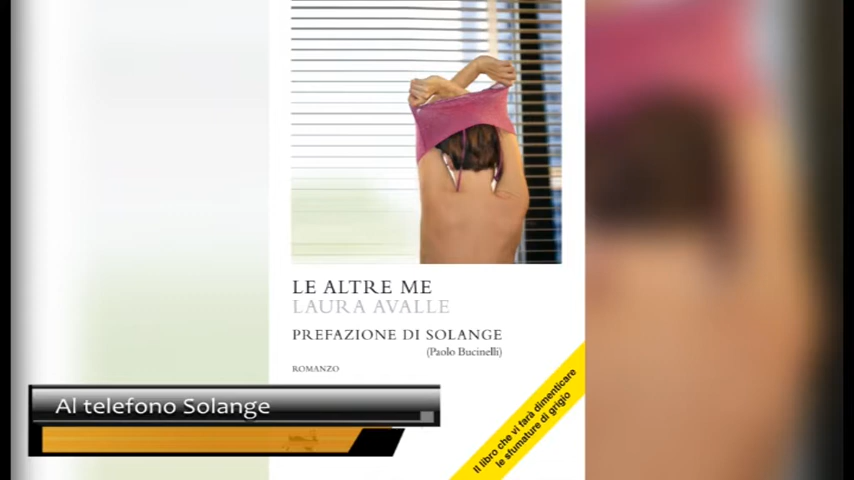 LE ALTRE ME
LAURA AVALLE
PREFAZIONE DI SOLANGE
(Paolo Bucinelli)
ROMANZO
Il libro che vi farà dimenticare
le sfumature di grigio
Al telefono Solange